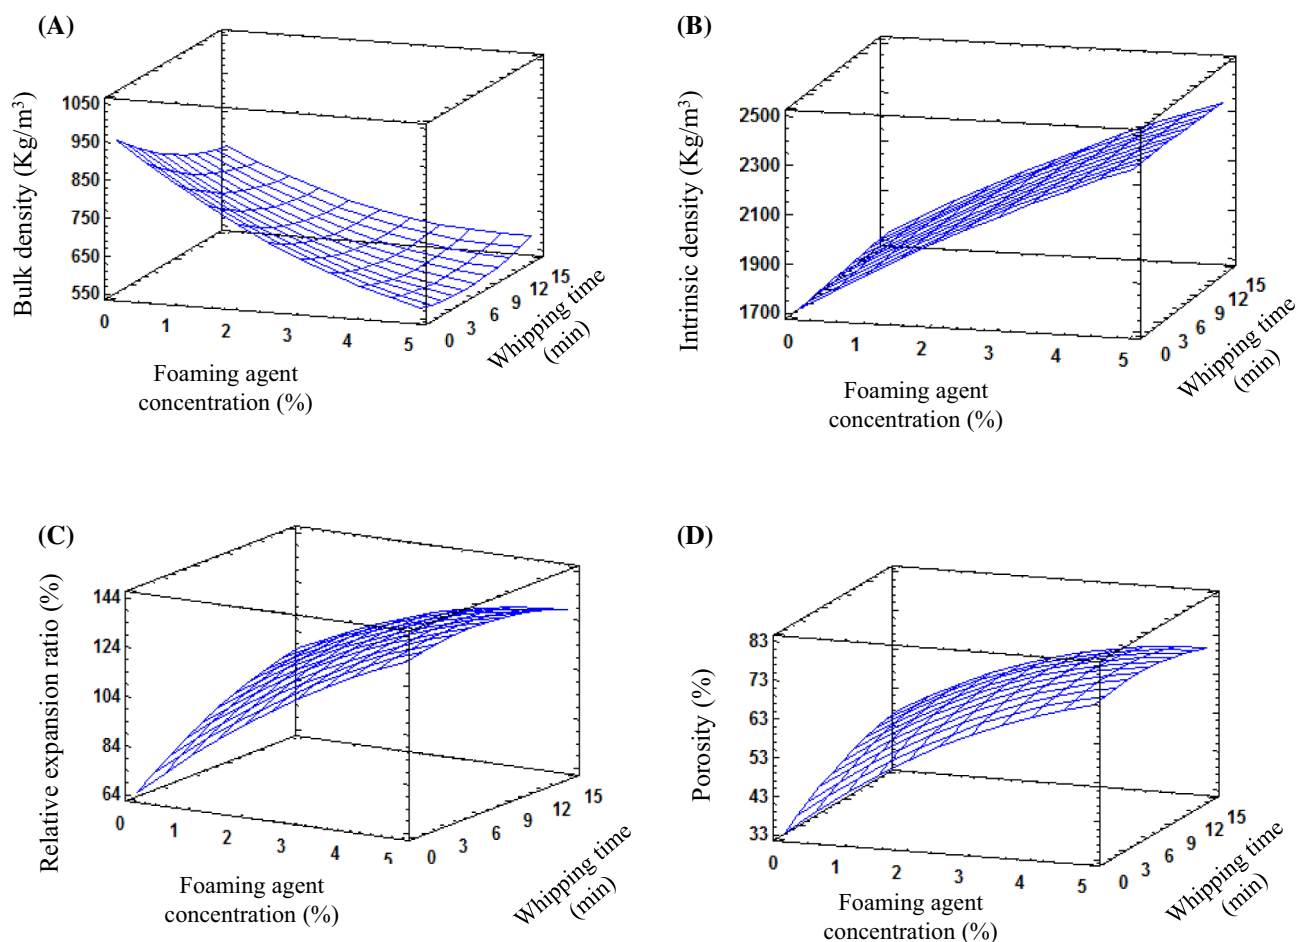 (A)
Bulk density (Kg/m³)
1050
950
850
750
650
550
0 1 2 3 4 5
0 3 6 9 12 15
Foaming agent
concentration (%)
Whipping time
(min)
(B)
Intrinsic density (Kg/m³)
2500
2300
2100
1900
1700
0 1 2 3 4 5
0 3 6 9 12 15
Foaming agent
concentration (%)
Whipping time
(min)
(C)
Relative expansion ratio (%)
144
124
104
84
64
0 1 2 3 4 5
0 3 6 9 12 15
Foaming agent
concentration (%)
Whipping time
(min)
(D)
Porosity (%)
83
73
63
53
43
33
0 1 2 3 4 5
0 3 6 9 12 15
Foaming agent
concentration (%)
Whipping time
(min)